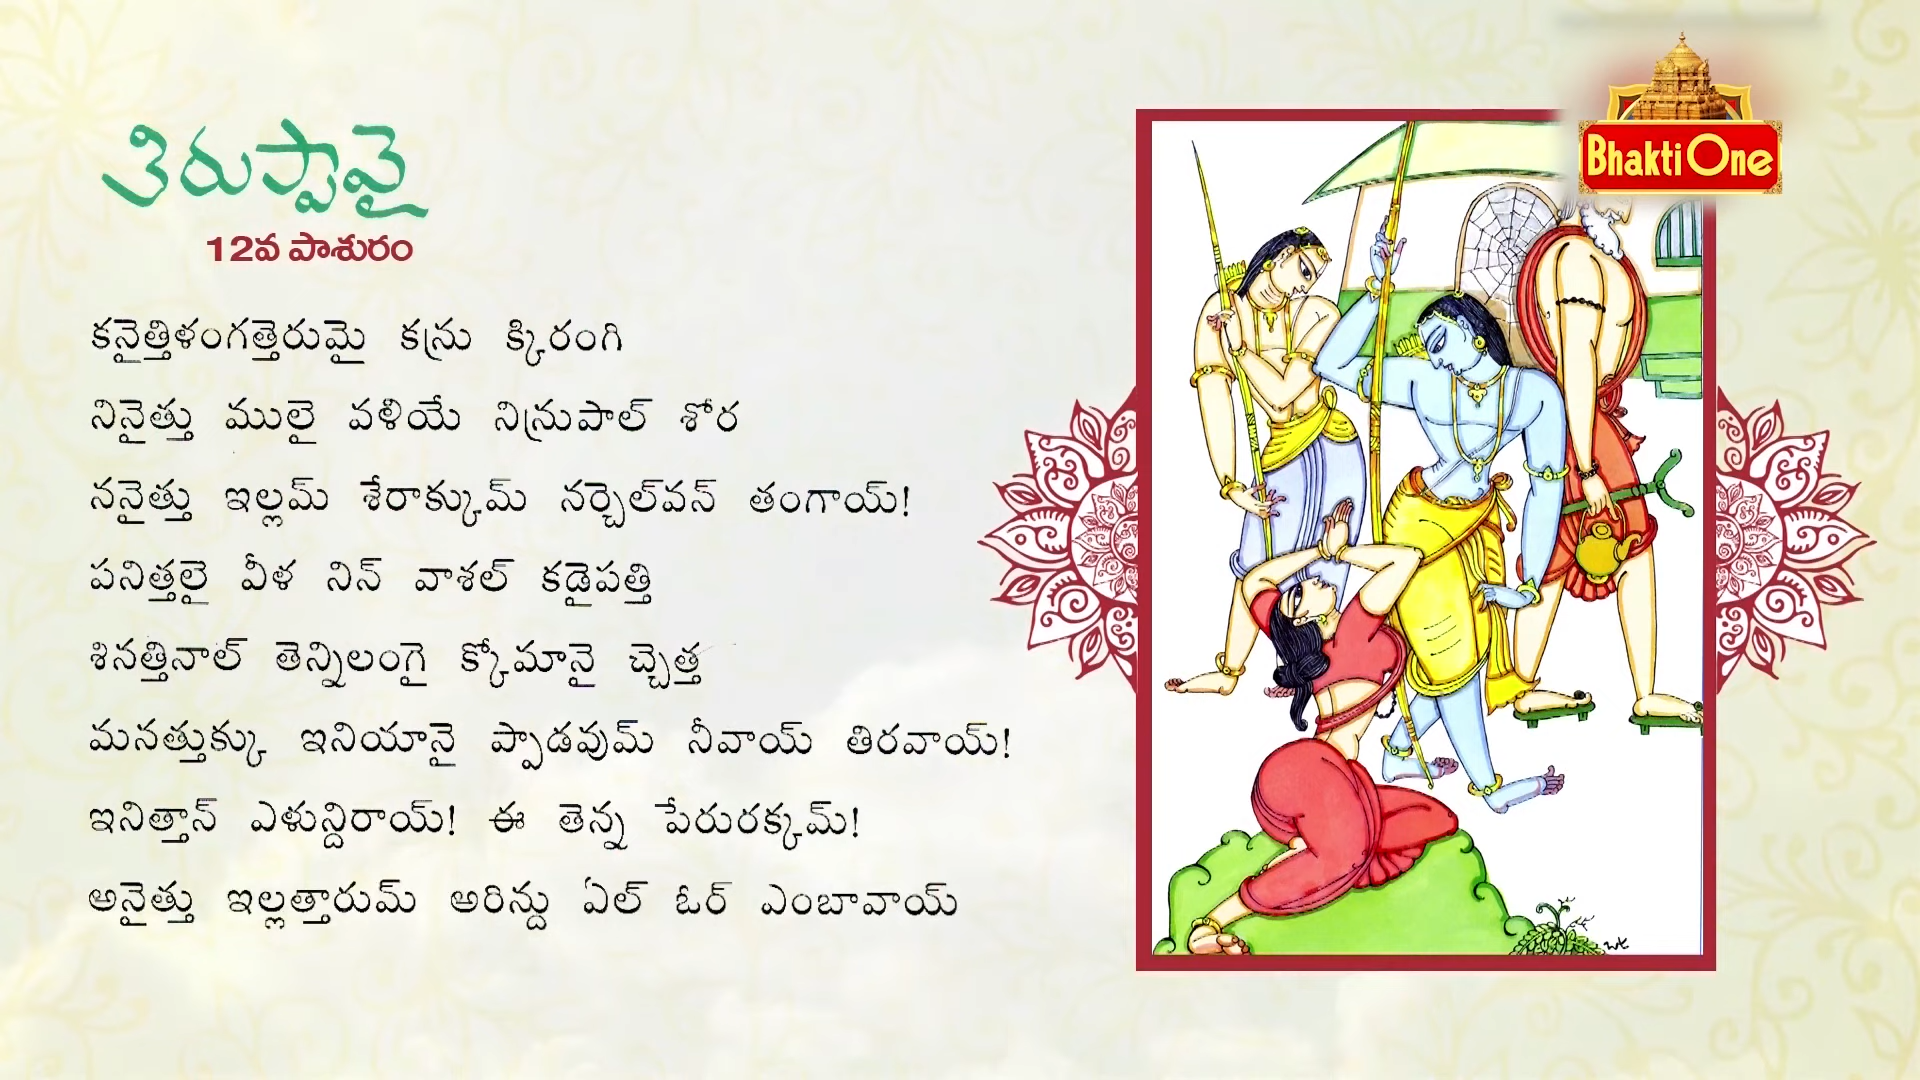 తిరుప్పావై
12వ పాశురం
కనైత్తిళంగత్తెరుమై కన్రు క్కిరంగి
నినైత్తు ములై వళియే నిన్రుపాల్ శోర
ననైత్తు ఇల్లమ్ శేరాక్కుమ్ నర్చెల్‌వన్ తంగాయ్!
పనిత్తలై వీళ నిన్ వాశల్ కడైపత్తి
శినత్తినాల్ తెన్నిలంగై క్కోమానై చ్చెత్త
మనత్తుక్కు ఇనియానై ప్పాడవుమ్ నీవాయ్ తిరవాయ్!
ఇనిత్తాన్ ఎళున్దిరాయ్! ఈ తెన్న పేరురక్కమ్!
అనైత్తు ఇల్లత్తారుమ్ అరిన్దు ఏల్ ఓర్ ఎంబావాయ్
Bhakti One